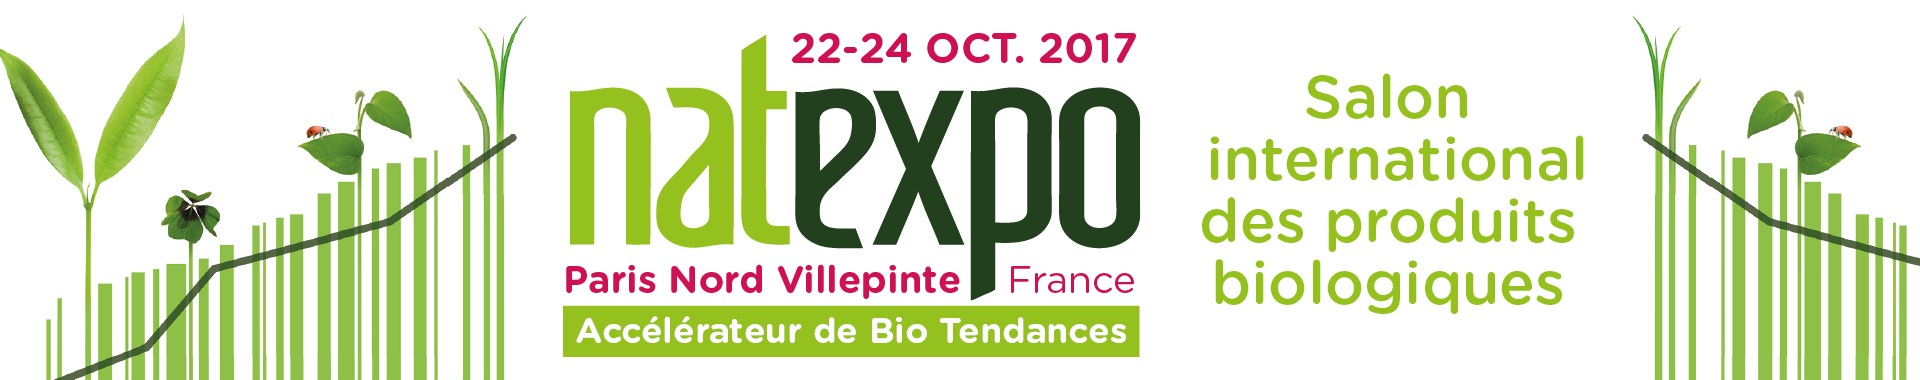 22-24 OCT. 2017
natexpo
Paris Nord Villepinte France
Accélérateur de Bio Tendances
Salon
international
des produits
biologiques